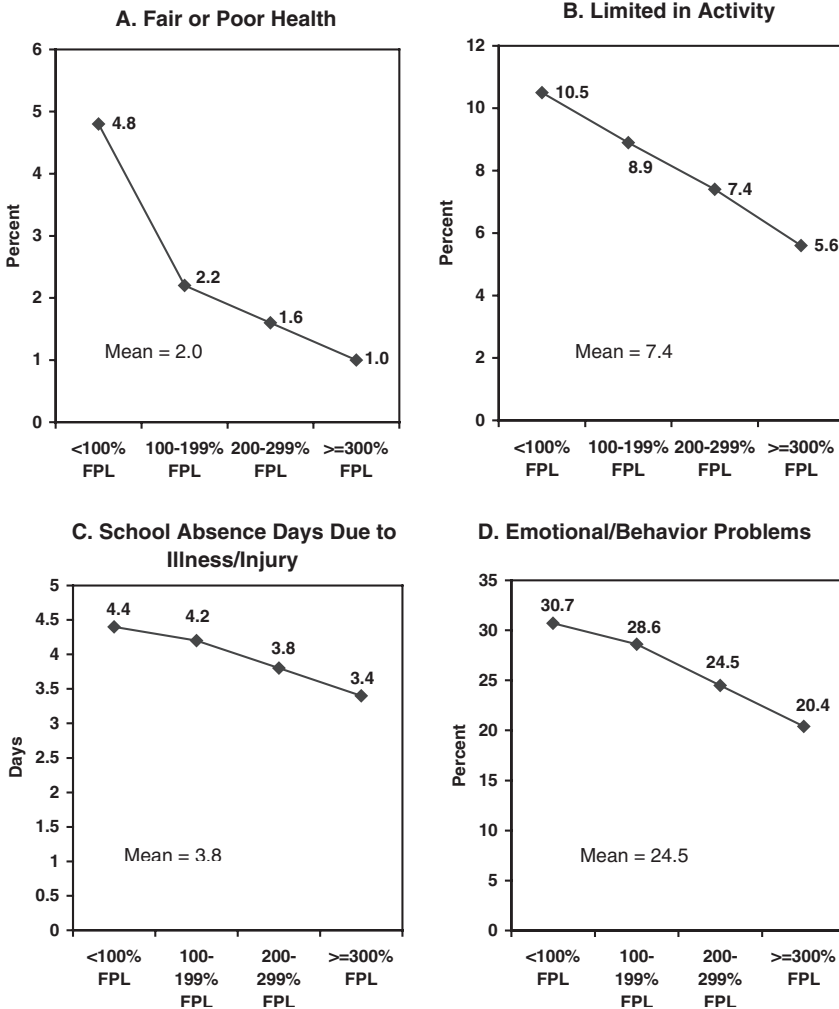 A. Fair or Poor Health
6
5
4
3
2
1
0
Percent
4.8
2.2
1.6
1.0
Mean = 2.0
<100% 100-199% 200-299% >=300%
FPL FPL FPL FPL
B. Limited in Activity
12
10
8
6
4
2
0
Percent
10.5
8.9
7.4
5.6
Mean = 7.4
<100% 100-199% 200-299% >=300%
FPL FPL FPL FPL
C. School Absence Days Due to
Illness/Injury
5
4.5
4
3.5
3
2.5
2
1.5
1
0.5
0
Days
4.4
4.2
3.8
3.4
Mean = 3.8
<100% 100- 200- >=300%
FPL 199% 299% FPL
FPL FPL
D. Emotional/Behavior Problems
35
30
25
20
15
10
5
0
Percent
30.7
28.6
24.5
20.4
Mean = 24.5
<100% 100- 200- >=300%
FPL 199% 299% FPL
FPL FPL